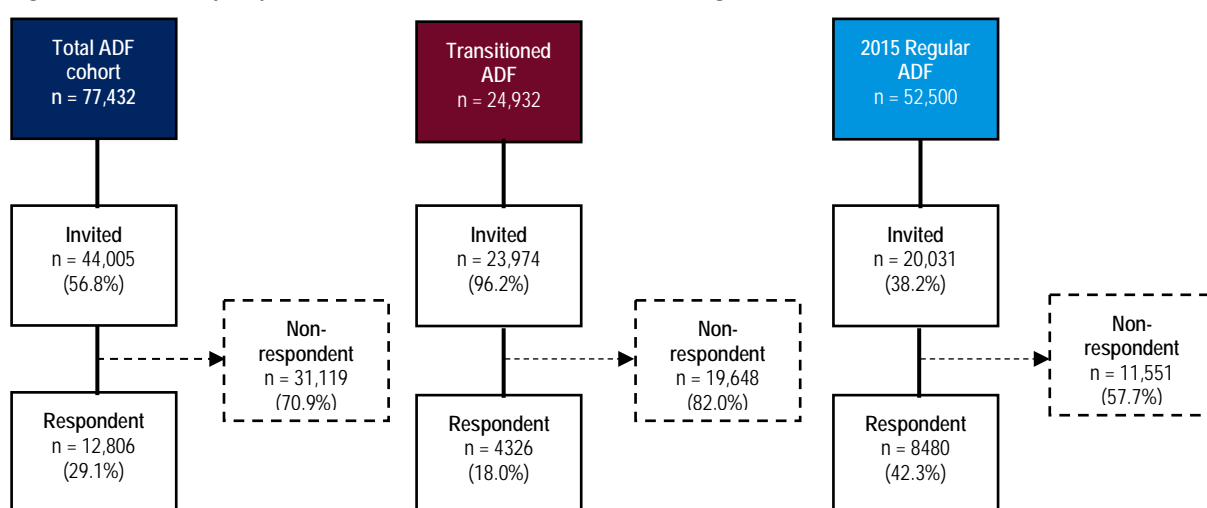 Total ADF
cohort
n = 77,432
Invited
n = 44,005
(56.8%)
Non-
respondent
n = 31,119
(70.9%)
Respondent
n = 12,806
(29.1%)
Transitioned
ADF
n = 24,932
Invited
n = 23,974
(96.2%)
Non-
respondent
n = 19,648
(82.0%)
Respondent
n = 4326
(18.0%)
2015 Regular
ADF
n = 52,500
Invited
n = 20,031
(38.2%)
Non-
respondent
n = 11,551
(57.7%)
Respondent
n = 8480
(42.3%)